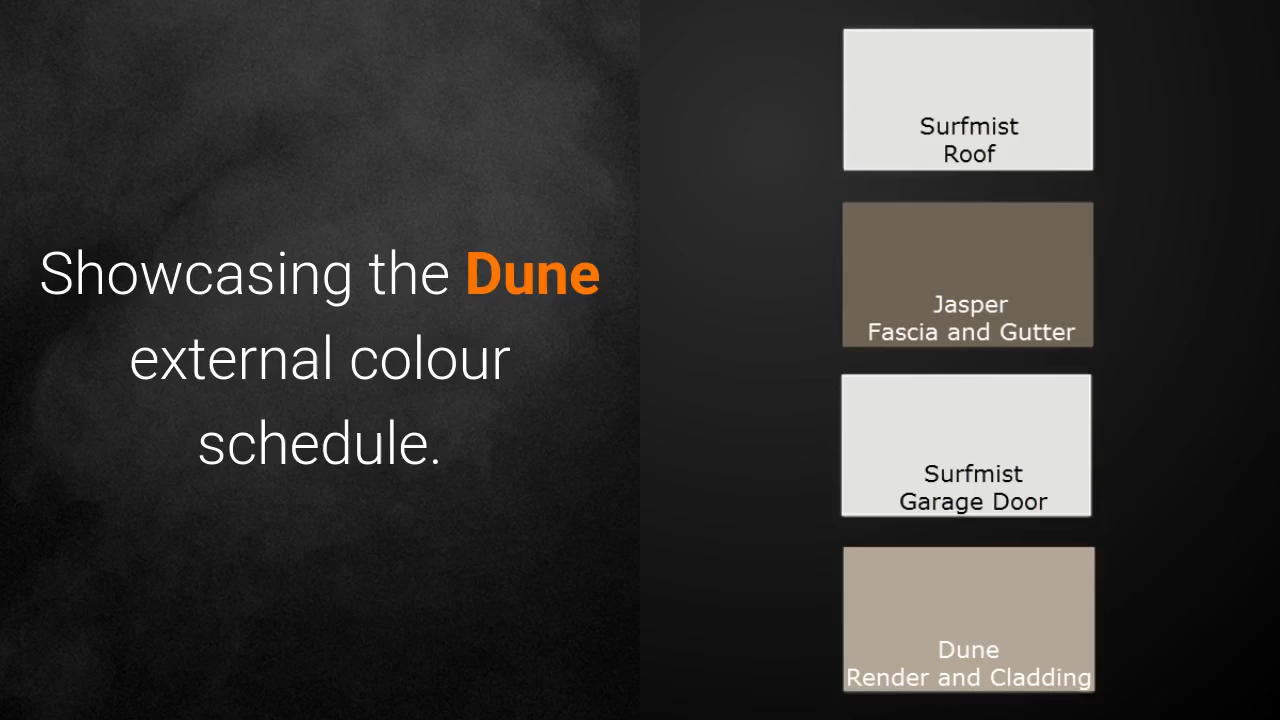 Showcasing the Dune
external colour
schedule.
Surfmist
Roof
Jasper
Fascia and Gutter
Surfmist
Garage Door
Dune
Render and Cladding